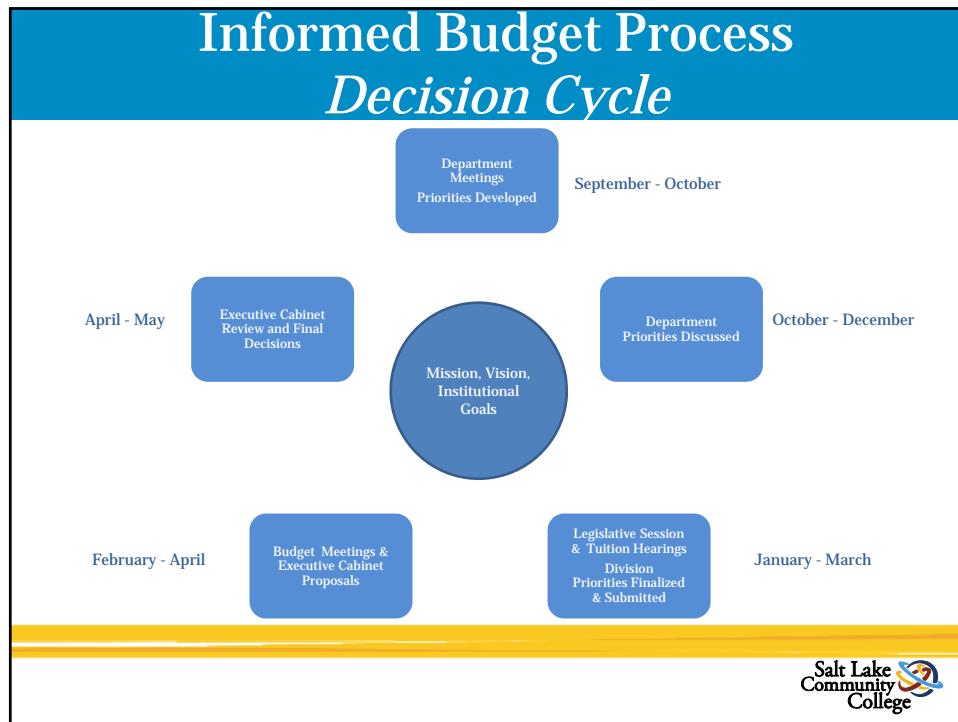 Informed Budget Process
Decision Cycle
Department
Meetings
Priorities Developed
September - October
April - May
Executive Cabinet
Review and Final
Decisions
Department
Priorities Discussed
October - December
Mission, Vision,
Institutional
Goals
February - April
Budget Meetings &
Executive Cabinet
Proposals
Legislative Session
& Tuition Hearings
Division
Priorities Finalized
& Submitted
January - March
Salt Lake
Community
College